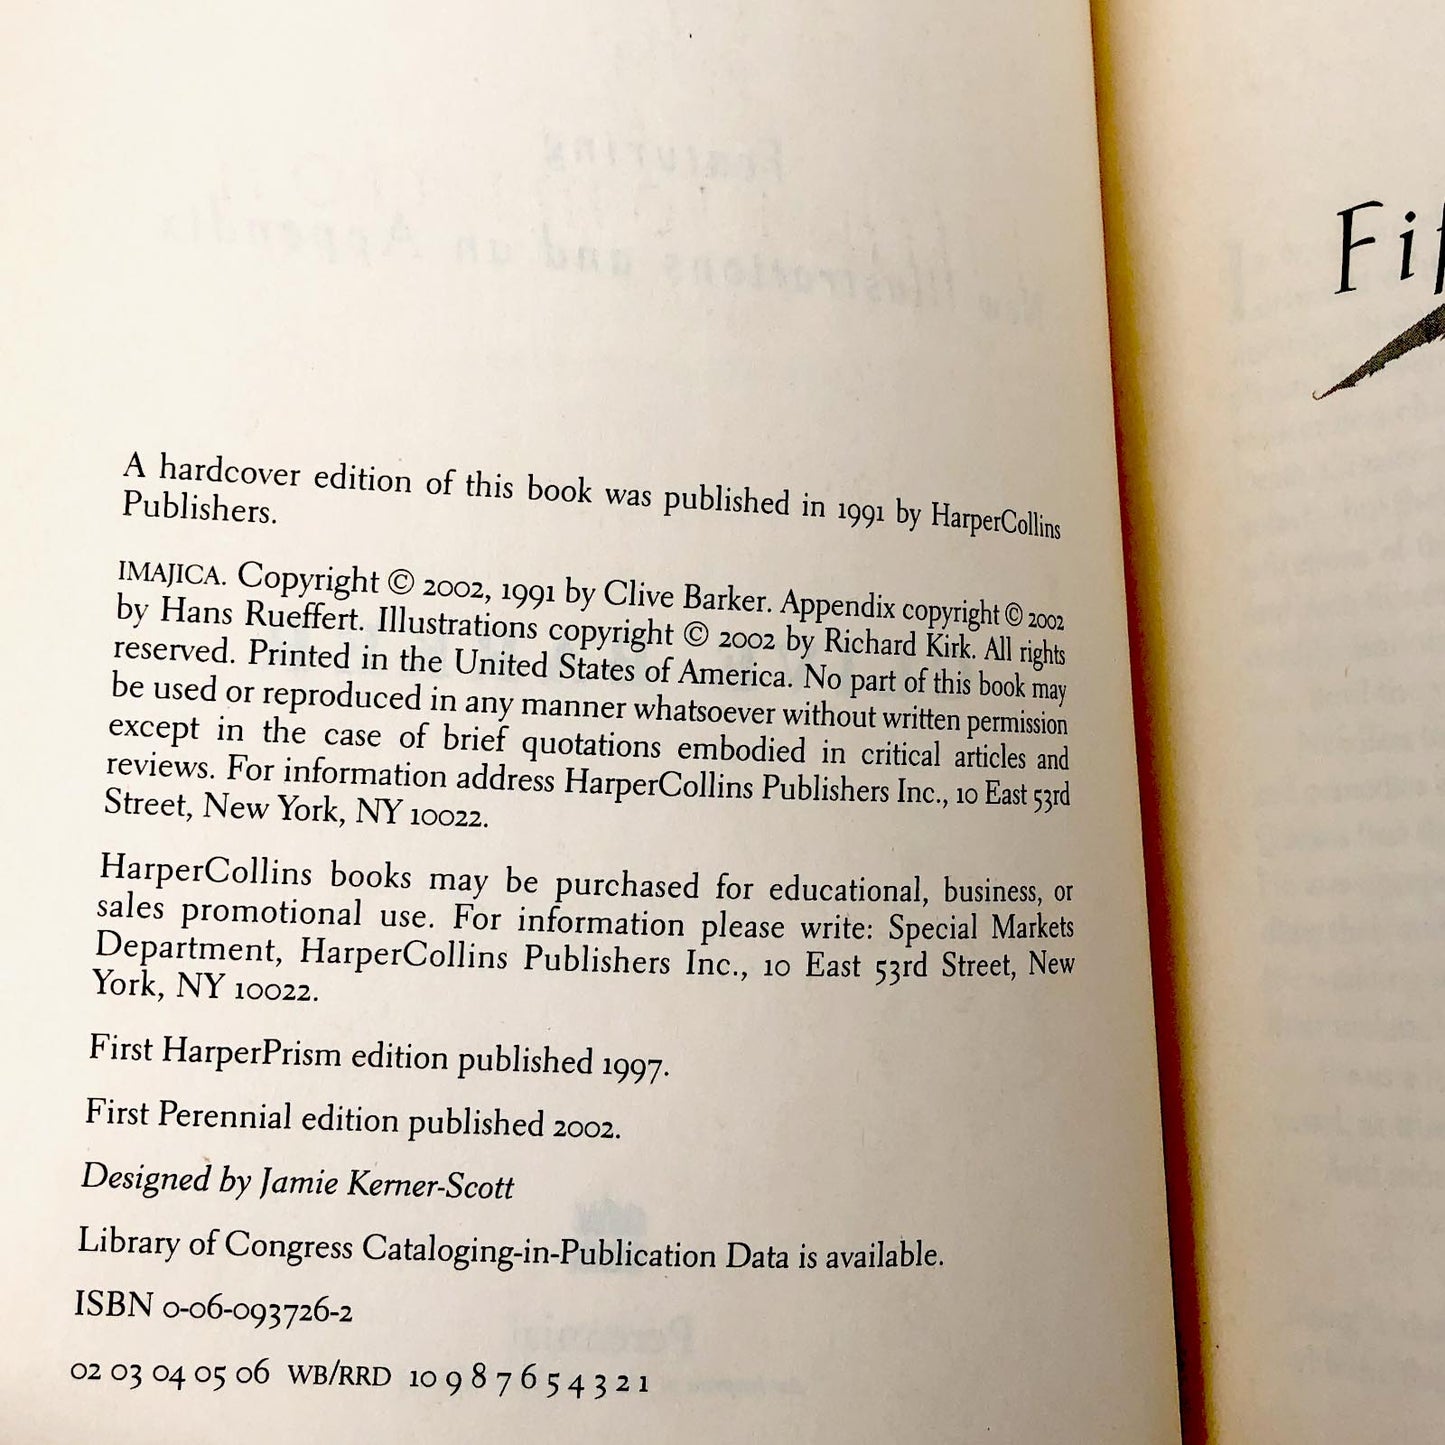 A hardcover edition of this book was published in 1991 by HarperCollins
Publishers.
IMAJICA. Copyright © 2002, 1991 by Clive Barker. Appendix copyright © 2002
by Hans Rueffert. Illustrations copyright © 2002 by Richard Kirk. All rights
reserved. Printed in the United States of America. No part of this book may
be used or reproduced in any manner whatsoever without written permission
except in the case of brief quotations embodied in critical articles and
reviews. For information address HarperCollins Publishers Inc., 10 East 53rd
Street, New York, NY 10022.
HarperCollins books may be purchased for educational, business, or
sales promotional use. For information please write: Special Markets
Department, HarperCollins Publishers Inc., 10 East 53rd Street, New
York, NY 10022.
First HarperPrism edition published 1997.
First Perennial edition published 2002.
Designed by Jamie Kerner-Scott
Library of Congress Cataloging-in-Publication Data is available.
ISBN 0-06-093726-2
02 03 04 05 06 WB/RRD 10 9 8 7 6 5 4 3 2 1